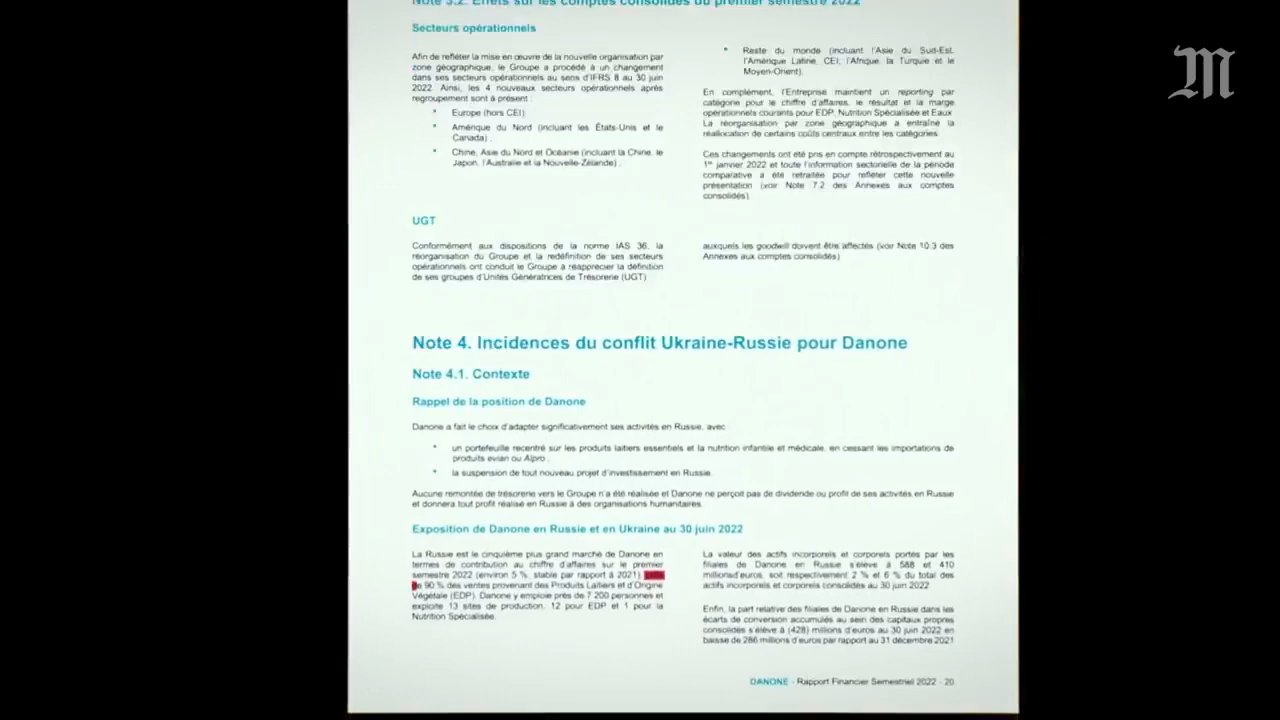 Note 3.2. Effets sur les comptes consolidés du premier semestre 2022
M
Secteurs opérationnels
Afin de refléter la mise en œuvre de la nouvelle organisation par
zone géographique, le Groupe a procédé à un changement
dans ses secteurs opérationnels au sens d'IFRS 8 au 30 juin
2022. Ainsi, les 4 nouveaux secteurs opérationnels après
regroupement sont à présent :
• Europe (hors CEI)
• Amérique du Nord (incluant les États-Unis et le
Canada) ;
• Chine, Asie du Nord et Océanie (incluant la Chine, le
Japon, l'Australie et la Nouvelle-Zélande) ;
• Reste du monde (incluant l'Asie du Sud-Est,
l'Amérique Latine, CEI, l'Afrique, la Turquie et le
Moyen-Orient).
En complément, l'Entreprise maintient un reporting par
catégorie pour le chiffre d'affaires, le résultat et la marge
opérationnels courants pour EDP, Nutrition Spécialisée et Eaux.
La réorganisation par zone géographique a entraîné la
réallocation de certains coûts centraux entre les catégories.
Ces changements ont été pris en compte rétrospectivement au
1er janvier 2022 et toute l'information sectorielle de la période
comparative a été retraitée pour refléter cette nouvelle
présentation (voir Note 7.2 des Annexes aux comptes
consolidés).
UGT
Conformément aux dispositions de la norme IAS 36, la
réorganisation du Groupe et la redéfinition de ses secteurs
opérationnels ont conduit le Groupe à réapprécier la définition
de ses groupes d'Unités Génératrices de Trésorerie (UGT)
auxquels les goodwill doivent être affectés (voir Note 10.3 des
Annexes aux comptes consolidés).
Note 4. Incidences du conflit Ukraine-Russie pour Danone
Note 4.1. Contexte
Rappel de la position de Danone
Danone a fait le choix d'adapter significativement ses activités en Russie, avec
• un portefeuille recentré sur les produits laitiers essentiels et la nutrition infantile et médicale, en cessant les importations de
produits evian ou Alpro ;
• la suspension de tout nouveau projet d'investissement en Russie.
Aucune remontée de trésorerie vers le Groupe n'a été réalisée et Danone ne perçoit pas de dividende ou profit de ses activités en Russie
et donnera tout profit réalisé en Russie à des organisations humanitaires.
Exposition de Danone en Russie et en Ukraine au 30 juin 2022
La Russie est le cinquième plus grand marché de Danone en
termes de contribution au chiffre d'affaires sur le premier
semestre 2022 (environ 5 %, stable par rapport à 2021),
de 90 % des ventes provenant des Produits Laitiers et d'Origine
Végétale (EDP). Danone y emploie près de 7 200 personnes et
exploite 13 sites de production, 12 pour EDP et 1 pour la
Nutrition Spécialisée.
La valeur des actifs incorporels et corporels portés par les
filiales de Danone en Russie s'élève à 588 et 410
millions d'euros, soit respectivement 2 % et 6 % du total des
actifs incorporels et corporels consolidés au 30 juin 2022.
Enfin, la part relative des filiales de Danone en Russie dans les
écarts de conversion accumulés au sein des capitaux propres
consolidés s'élève à (428) millions d'euros au 30 juin 2022 en
baisse de 286 millions d'euros par rapport au 31 décembre 2021
DANONE - Rapport Financier Semestriel 2022 - 20